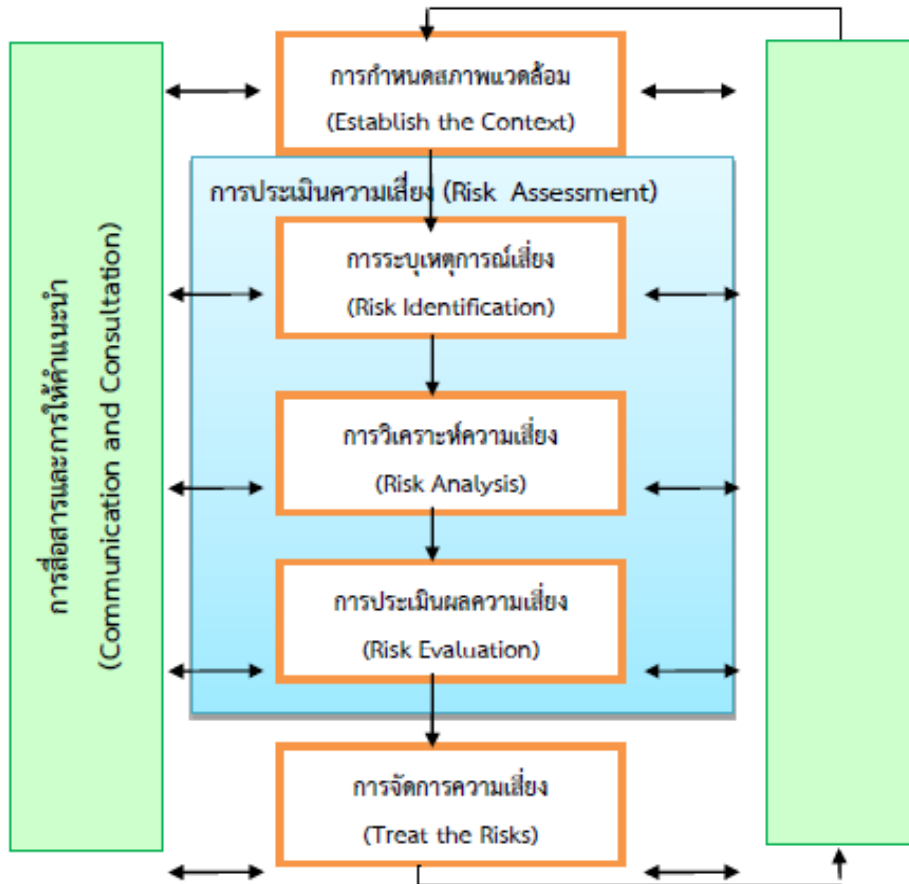 การกำหนดสภาพแวดล้อม
(Establish the Context)
การประเมินความเสี่ยง (Risk Assessment)
การระบุเหตุการณ์เสี่ยง
(Risk Identification)
การวิเคราะห์ความเสี่ยง
(Risk Analysis)
การประเมินผลความเสี่ยง
(Risk Evaluation)
การจัดการความเสี่ยง
(Treat the Risks)
การสื่อสารและการให้คำแนะนำ
(Communication and Consultation)